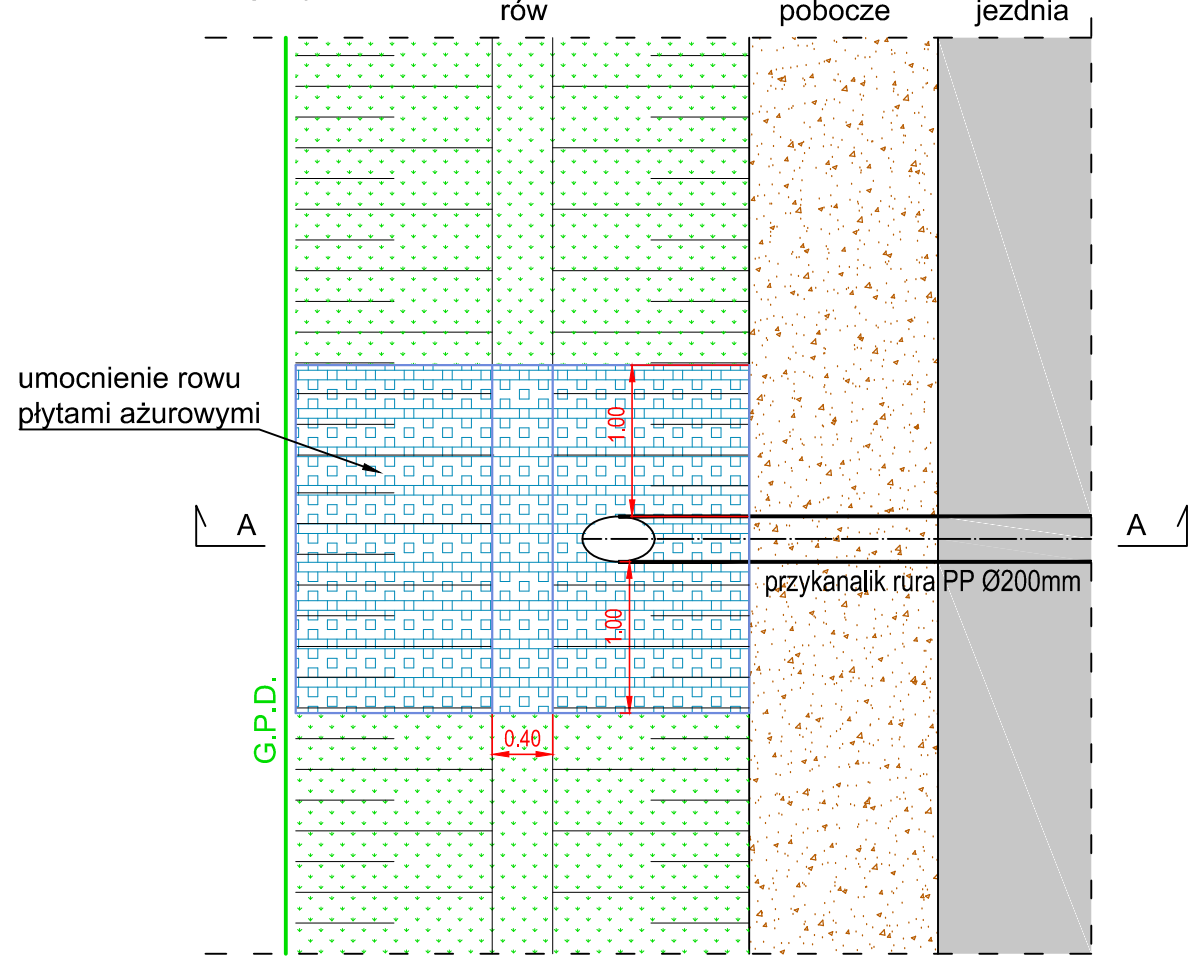 rów
pobocze
jezdnia
umocnienie rowu
płytami ażurowymi
1.00
A
A
przykanalik rura PP Ø200mm
1.00
G.P.D.
0.40